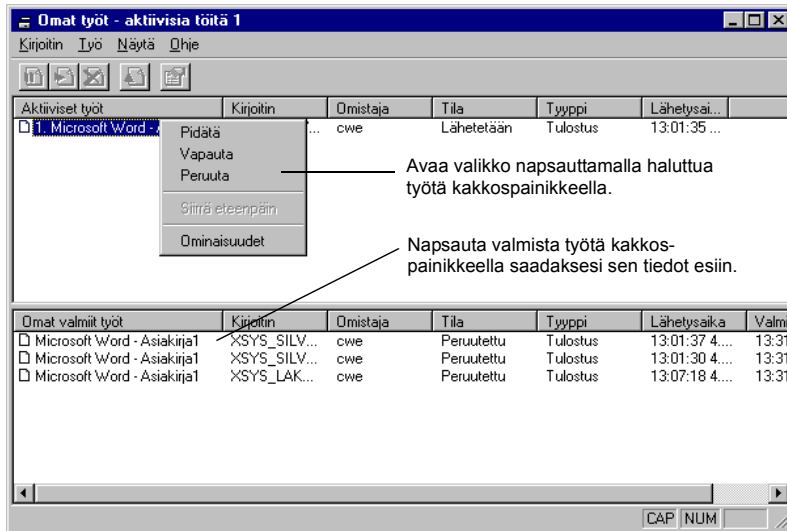 Omat työt - aktiivisia töitä 1
Kirjoitin Työ Näytä Ohje
Aktiiviset työt Kirjoitin Omistaja Tila Tyyppi Lähetysai...
1. Microsoft Word - ... cwe Lähetetään Tulostus 13:01:35 ...
Pidätä
Vapauta
Peruuta
Siirrä eteenpäin
Ominaisuudet
Avaa valikko napsauttamalla haluttua
työtä kakkospainikkeella.
Napsauta valmista työtä kakkos-
painikkeella saadaksesi sen tiedot esiin.
Omat valmiit työt Kirjoitin Omistaja Tila Tyyppi Lähetysaika Valmi
Microsoft Word - Asiakirja1 XSYS_SILV... cwe Peruutettu Tulostus 13:01:37 4.... 13:31
Microsoft Word - Asiakirja1 XSYS_SILV... cwe Peruutettu Tulostus 13:01:30 4.... 13:31
Microsoft Word - Asiakirja1 XSYS_LAK... cwe Peruutettu Tulostus 13:07:18 4.... 13:31
CAP NUM